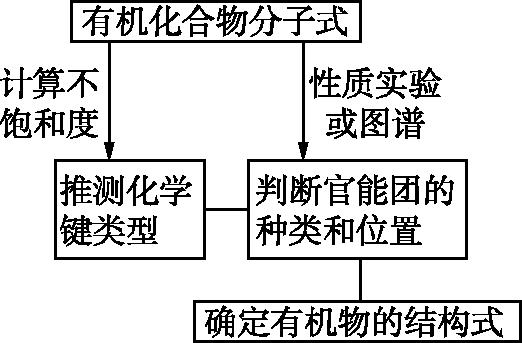 有机化合物分子式
计算不
饱和度
性质实验
或图谱
推测化学
键类型
判断官能团的
种类和位置
确定有机物的结构式